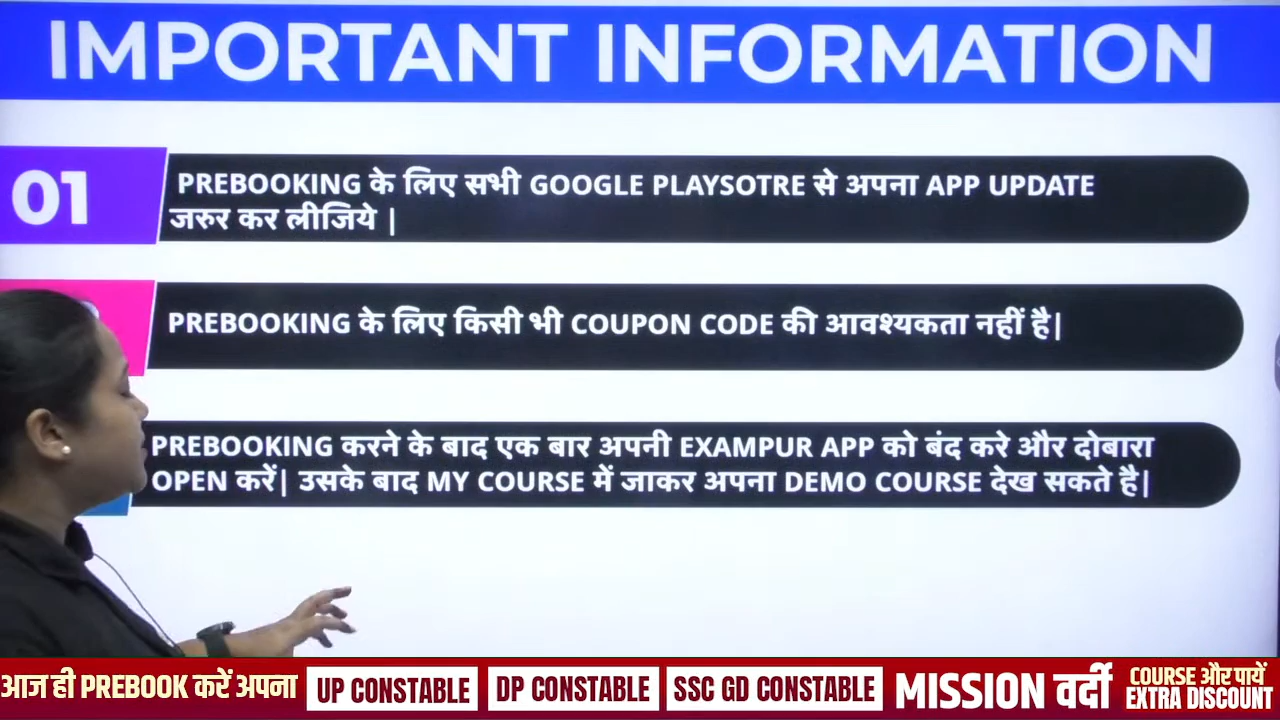 IMPORTANT INFORMATION
01
PREBOOKING के लिए सभी GOOGLE PLAYSOTRE से अपना APP UPDATE
जरुर कर लीजिये |
PREBOOKING के लिए किसी भी COUPON CODE की आवश्यकता नहीं है|
PREBOOKING करने के बाद एक बार अपनी EXAMPUR APP को बंद करे और दोबारा
OPEN करें| उसके बाद MY COURSE में जाकर अपना DEMO COURSE देख सकते है|
आज ही PREBOOK करें अपना UP CONSTABLE DP CONSTABLE SSC GD CONSTABLE MISSION वर्दी COURSE और पायें
EXTRA DISCOUNT